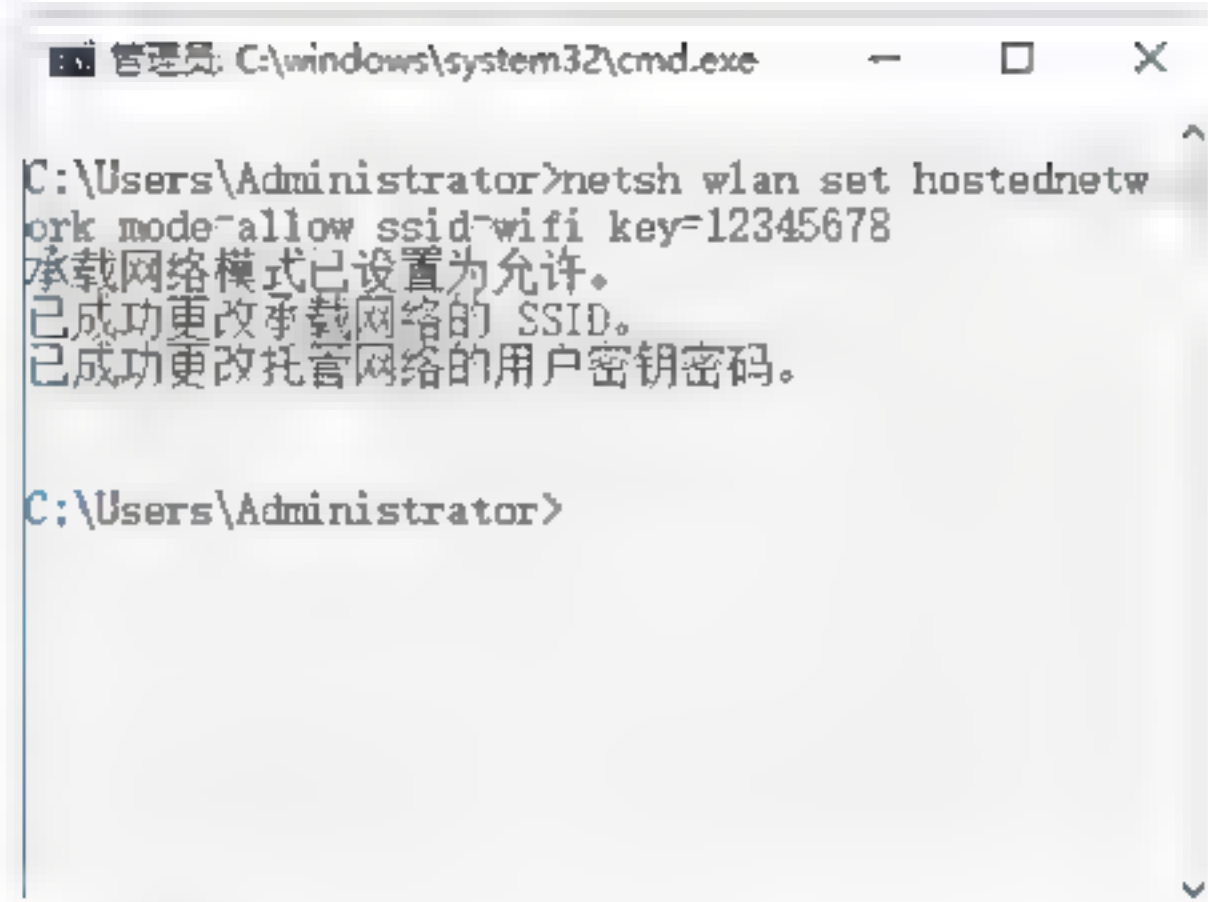 管理员: C:\windows\system32\cmd.exe
C:\Users\Administrator>netsh wlan set hostednetw
ork mode=allow ssid=wifi key=12345678
承载网络模式已设置为允许。
已成功更改承载网络的 SSID。
已成功更改托管网络的用户密钥密码。
C:\Users\Administrator>